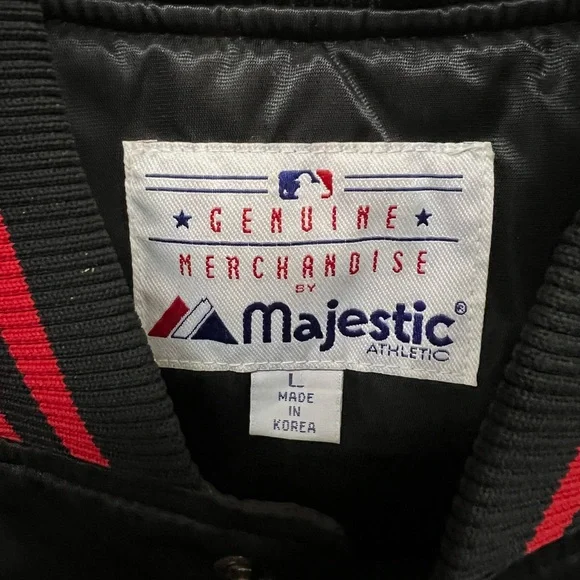 GENUINE
MERCHANDISE
BY
Majestic®
ATHLETIC
L
MADE
IN
KOREA